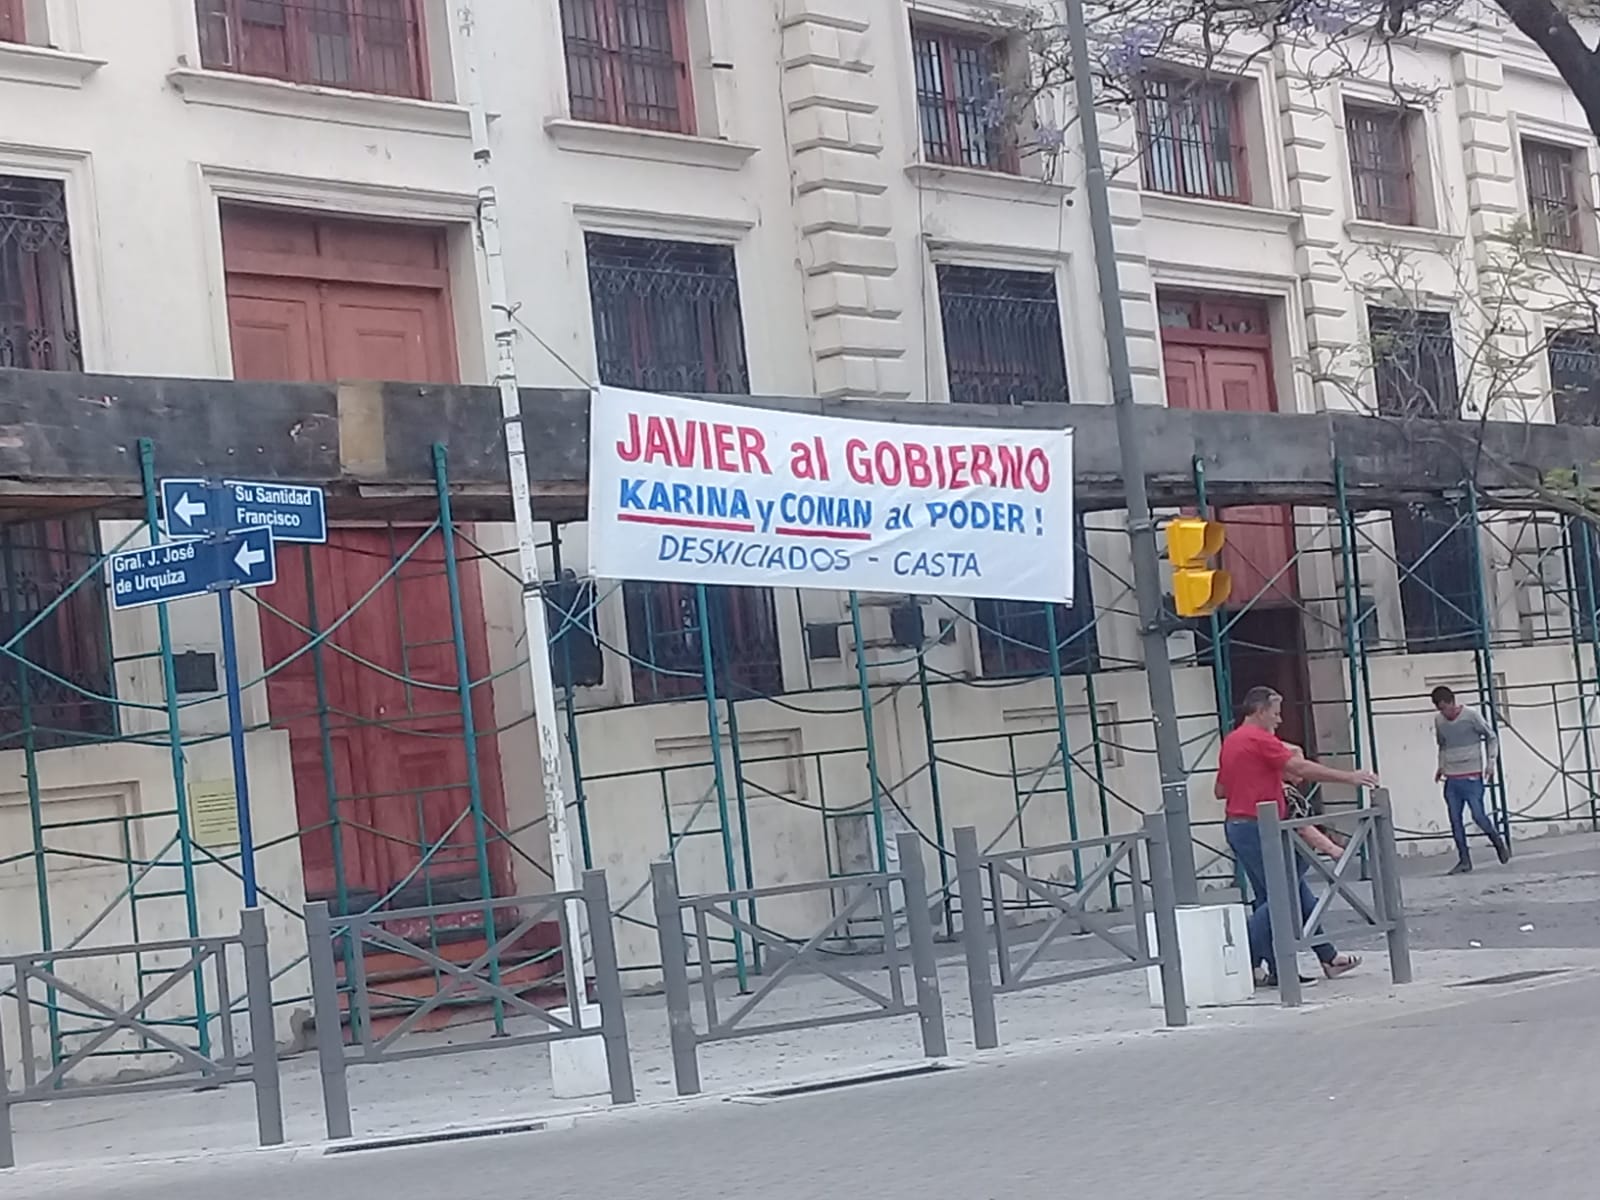 JAVIER al GOBIERNO
KARINA y CONAN al PODER !
DESKICIADOS - CASTA
Su Santidad
Francisco
Gral. J. José
de Urquiza